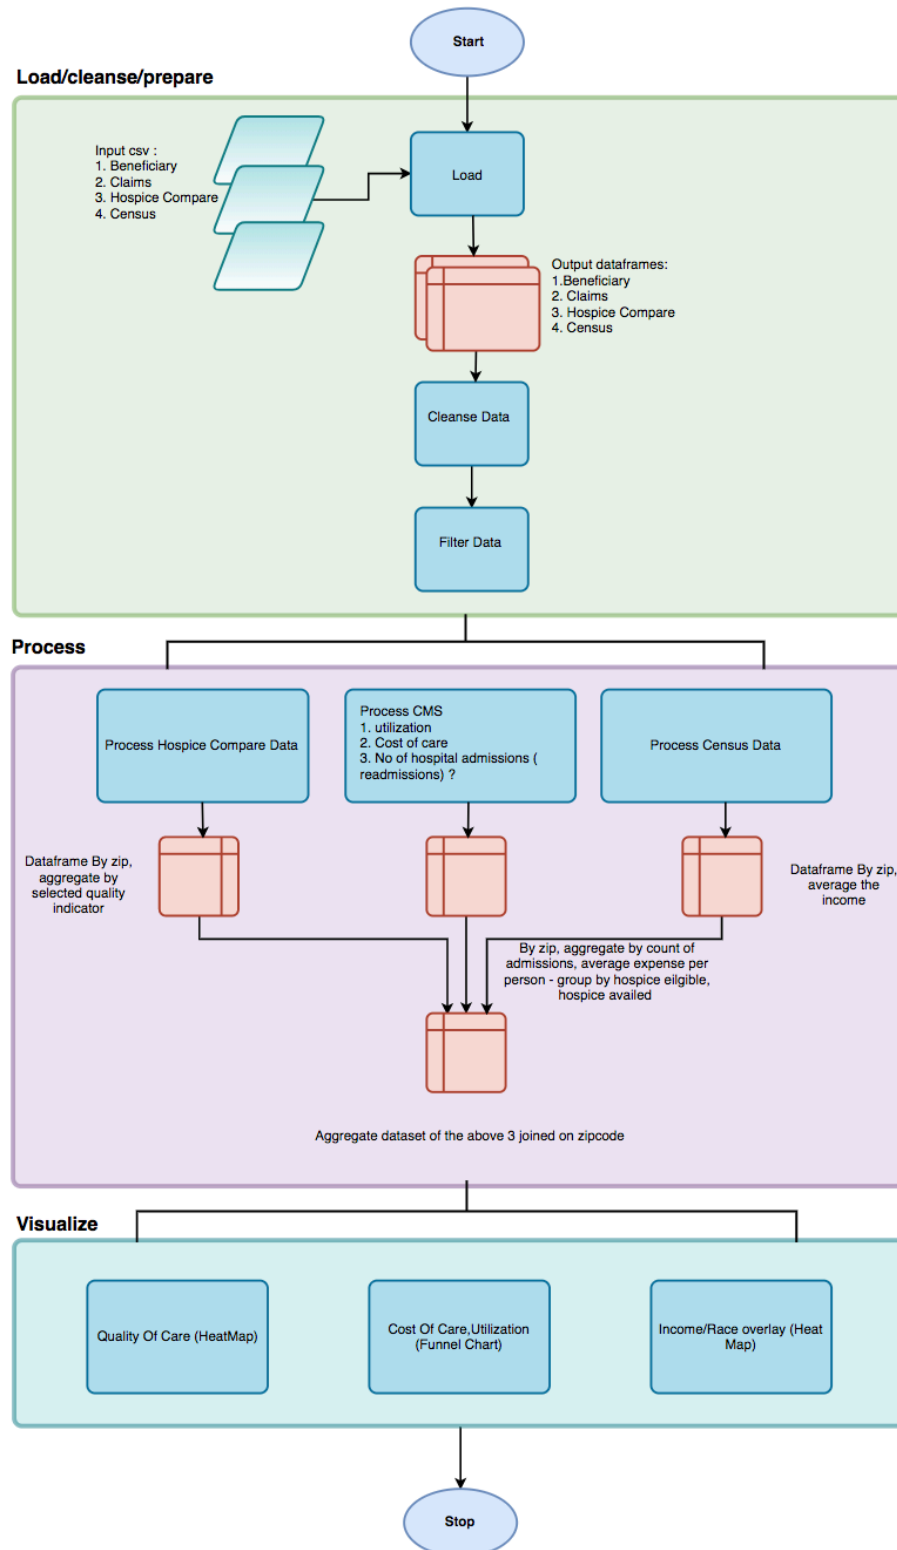 Start
Load/cleanse/prepare
Input csv :
1. Beneficiary
2. Claims
3. Hospice Compare
4. Census
Load
Output dataframes:
1.Beneficiary
2. Claims
3. Hospice Compare
4. Census
Cleanse Data
Filter Data
Process
Process Hospice Compare Data
Process CMS
1. utilization
2. Cost of care
3. No of hospital admissions (
readmissions) ?
Process Census Data
Dataframe By zip,
aggregate by
selected quality
indicator
Dataframe By zip,
average the
income
By zip, aggregate by count of
admissions, average expense per
person - group by hospice eilgible,
hospice availed
Aggregate dataset of the above 3 joined on zipcode
Visualize
Quality Of Care (HeatMap)
Cost Of Care,Utilization
(Funnel Chart)
Income/Race overlay (Heat
Map)
Stop